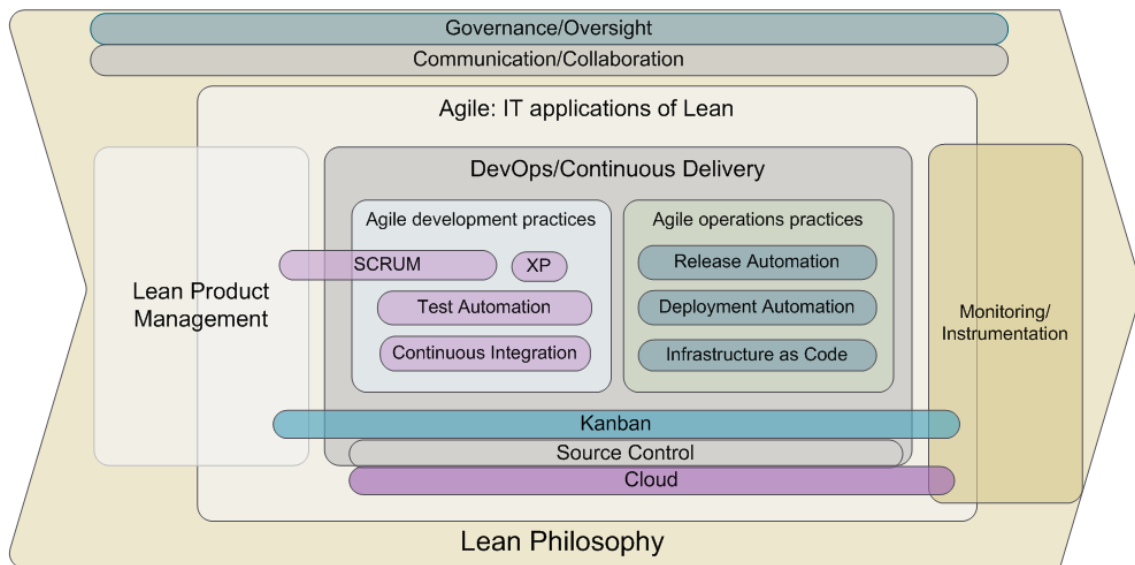 Governance/Oversight
Communication/Collaboration
Agile: IT applications of Lean
DevOps/Continuous Delivery
Agile development practices
Agile operations practices
SCRUM
XP
Release Automation
Lean Product
Management
Test Automation
Deployment Automation
Monitoring/
Instrumentation
Continuous Integration
Infrastructure as Code
Kanban
Source Control
Cloud
Lean Philosophy